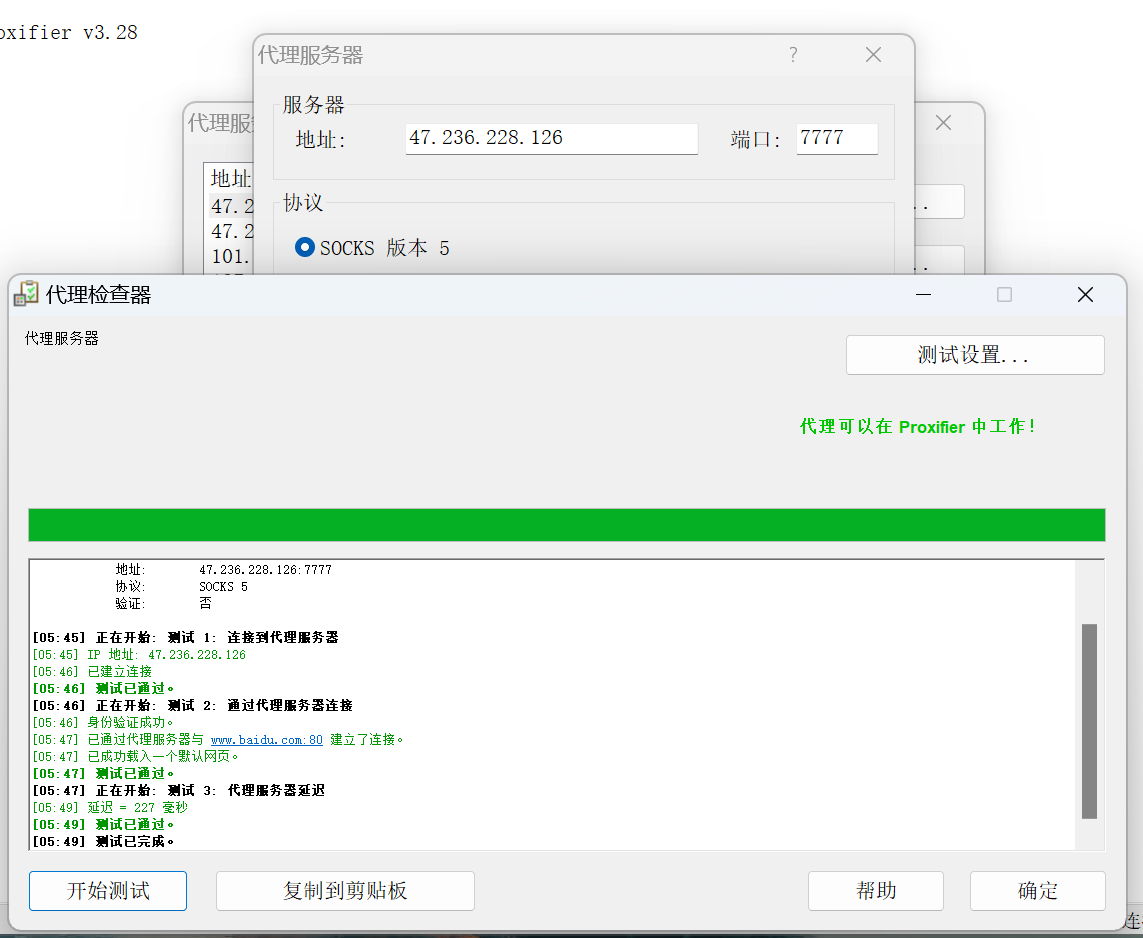 oxifier v3.28
代理服务器
?
服务器
地址:
47.236.228.126
端口:
7777
代理服
地址
47.2
47.2
101.
协议
SOCKS 版本 5
..
..
代理检查器
代理服务器
测试设置...
代理可以在 Proxifier 中工作!
地址: 47.236.228.126:7777
协议: SOCKS 5
验证: 否
[05:45] 正在开始: 测试 1: 连接到代理服务器
[05:45] IP 地址: 47.236.228.126
[05:46] 已建立连接
[05:46] 测试已通过。
[05:46] 正在开始: 测试 2: 通过代理服务器连接
[05:46] 身份验证成功。
[05:47] 已通过代理服务器与 www.baidu.com:80 建立了连接。
[05:47] 已成功载入一个默认网页。
[05:47] 测试已通过。
[05:47] 正在开始: 测试 3: 代理服务器延迟
[05:49] 延迟 = 227 毫秒
[05:49] 测试已通过。
[05:49] 测试已完成。
开始测试
复制到剪贴板
帮助
确定
连